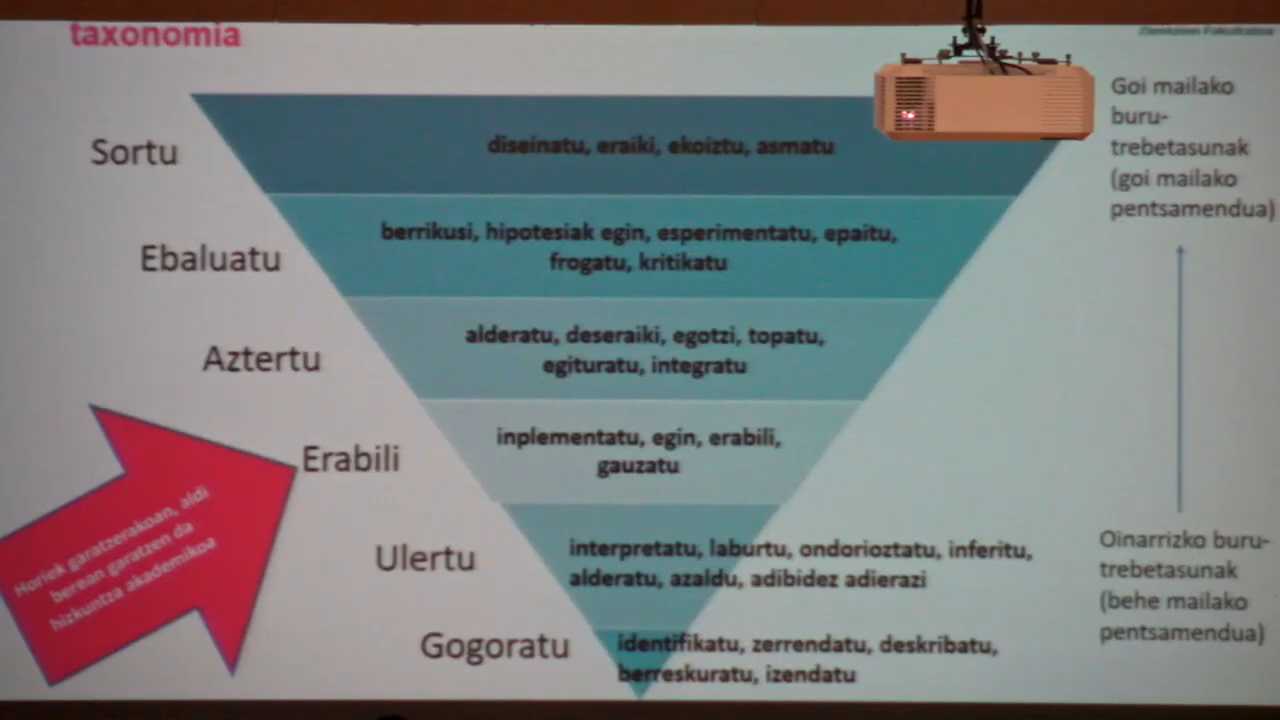 taxonomia
Zientzien Fakultatea
Goi mailako
buru-
trebetasunak
(goi mailako
pentsamendua)
Sortu
diseinatu, eraiki, ekoiztu, asmatu
Ebaluatu
berrikusi, hipotesiak egin, esperimentatu, epaitu,
frogatu, kritikatu
Aztertu
alderatu, deseraiki, egotzi, topatu,
egituratu, integratu
Erabili
inplementatu, egin, erabili,
gauzatu
Horiek garatzerakoan, aldi
berean garatzen da
hizkuntza akademikoa
Ulertu
interpretatu, laburtu, ondorioztatu, inferitu,
alderatu, azaldu, adibidez adierazi
Oinarrizko buru-
trebetasunak
(behe mailako
pentsamendua)
Gogoratu
identifikatu, zerrendatu, deskribatu,
berreskuratu, izendatu